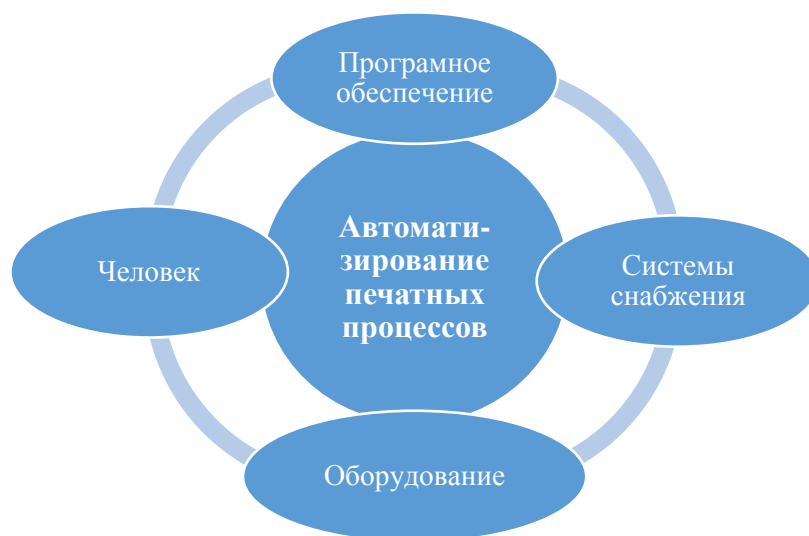 Програмное
обеспечение
Автомати-
зирование
печатных
процессов
Человек
Системы
снабжения
Оборудование